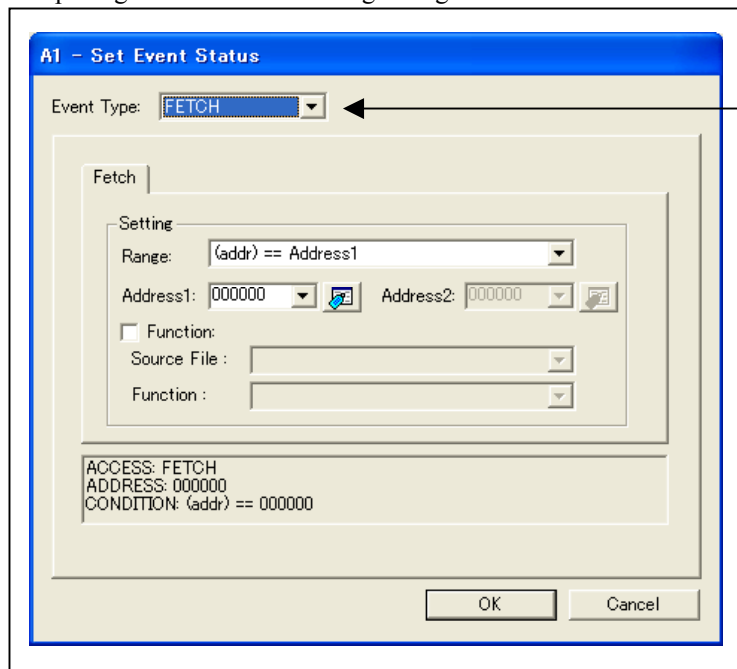 A1 - Set Event Status
Event Type: FETCH
Fetch
Setting
Range: (addr) == Address1
Address1: 000000 Address2: 000000
Function:
Source File :
Function :
ACCESS: FETCH
ADDRESS: 000000
CONDITION: (addr) == 000000
OK Cancel